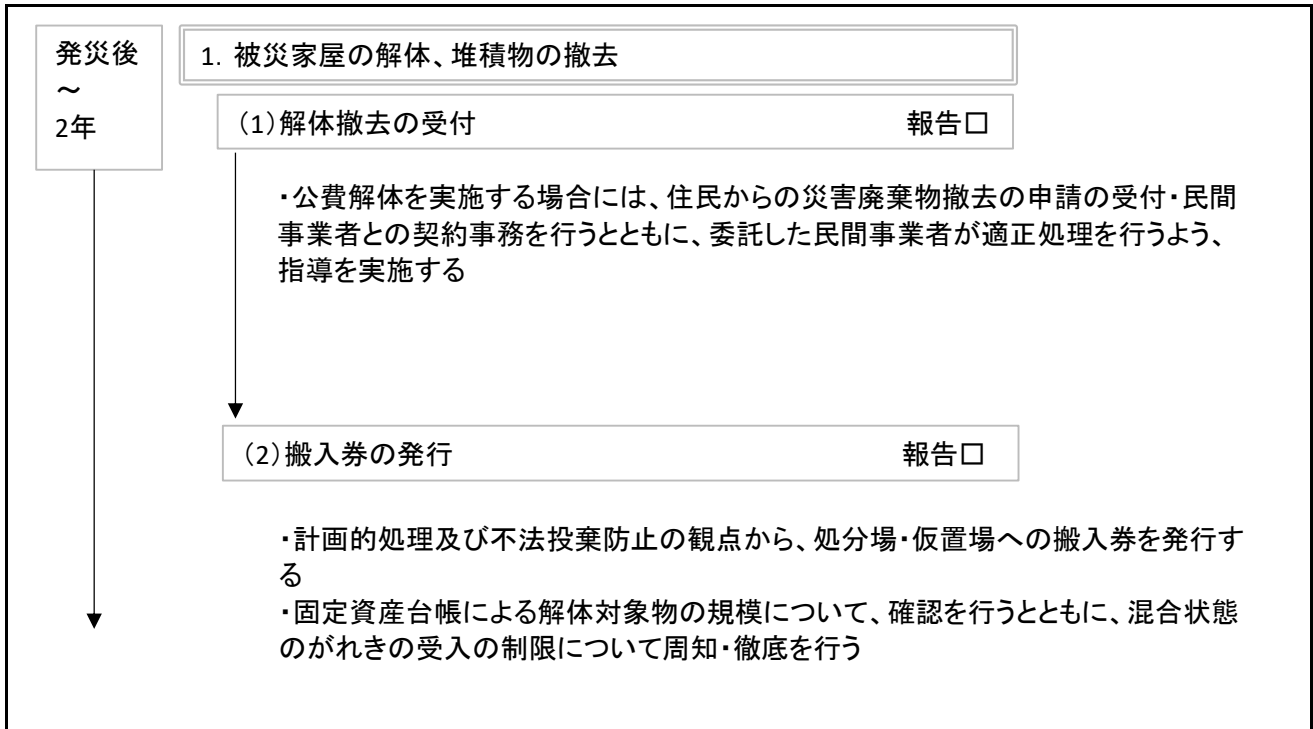 発災後
～
2年
1. 被災家屋の解体、堆積物の撤去
(1)解体撤去の受付 報告□
・公費解体を実施する場合には、住民からの災害廃棄物撤去の申請の受付・民間
事業者との契約事務を行うとともに、委託した民間事業者が適正処理を行うよう、
指導を実施する
(2)搬入券の発行 報告□
・計画的処理及び不法投棄防止の観点から、処分場・仮置場への搬入券を発行す
る
・固定資産台帳による解体対象物の規模について、確認を行うとともに、混合状態
のがれきの受入の制限について周知・徹底を行う